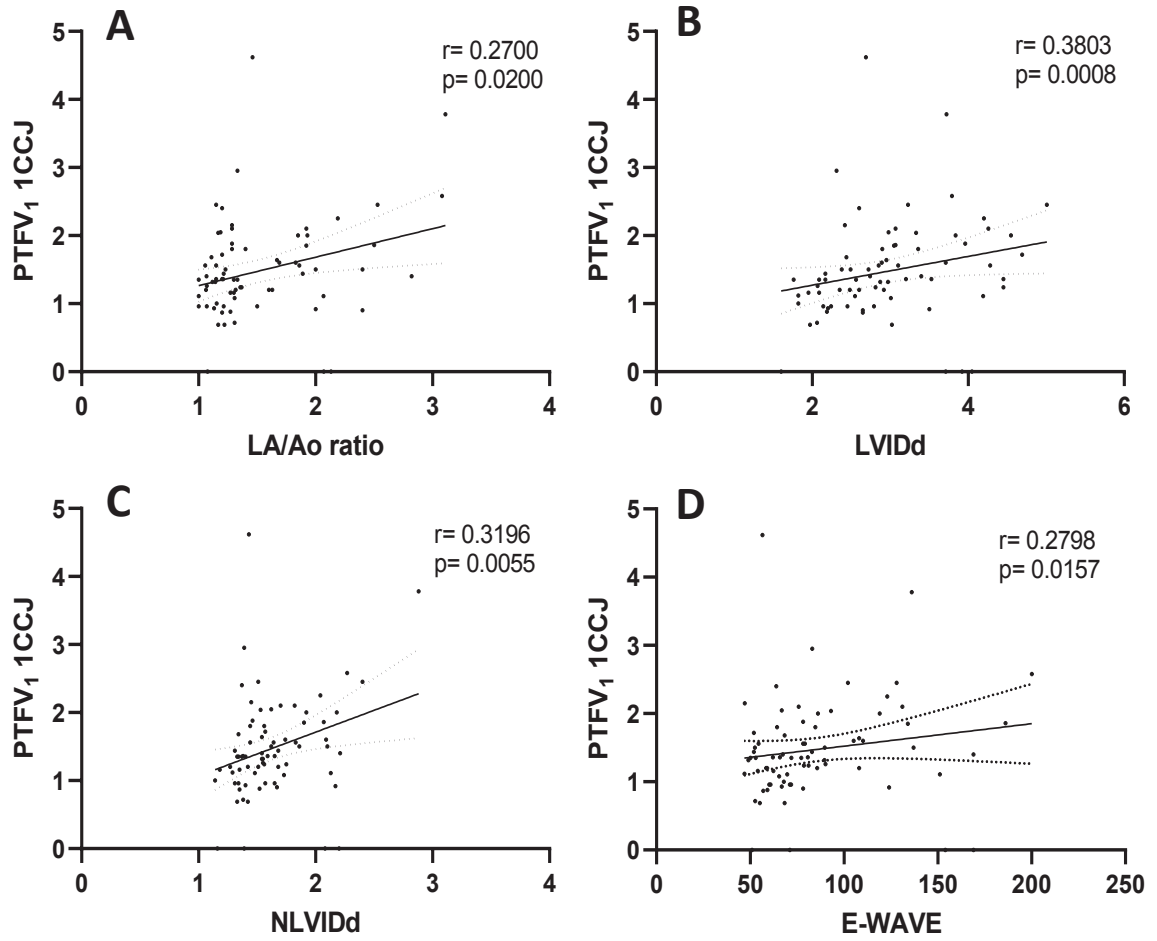 A
r= 0.2700
p= 0.0200
PTFV₁ 1CCJ
5
4
3
2
1
0
0 1 2 3 4
LA/Ao ratio
B
r= 0.3803
p= 0.0008
PTFV₁ 1CCJ
5
4
3
2
1
0
0 2 4 6
LVIDd
C
r= 0.3196
p= 0.0055
PTFV₁ 1CCJ
5
4
3
2
1
0
0 1 2 3 4
NLVIDd
D
r= 0.2798
p= 0.0157
PTFV₁ 1CCJ
5
4
3
2
1
0
0 50 100 150 200 250
E-WAVE